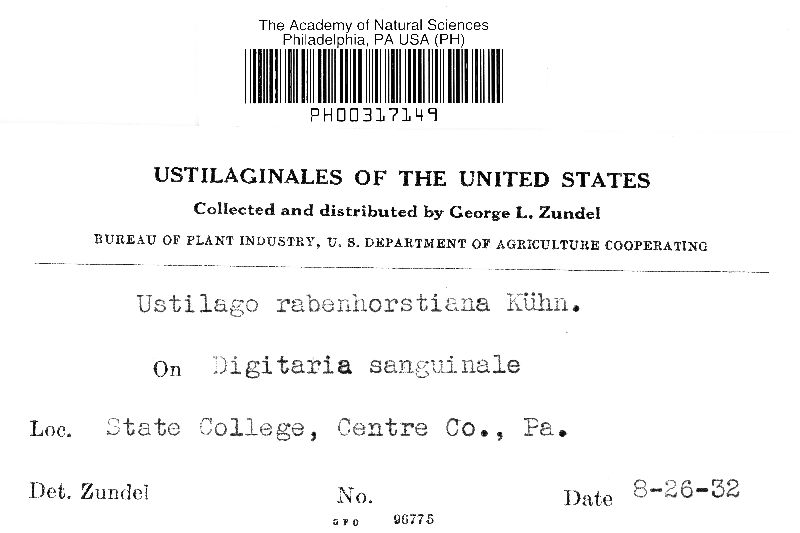 The Academy of Natural Sciences
Philadelphia, PA USA (PH)
PH00317149
USTILAGINALES OF THE UNITED STATES
Collected and distributed by George L. Zundel
BUREAU OF PLANT INDUSTRY, U. S. DEPARTMENT OF AGRICULTURE COOPERATING
Ustilago rabenhorstiana Kühn.
On Digitaria sanguinale
Loc. State College, Centre Co., Pa.
Det. Zundel No. Date 8-26-32
GPO 96775